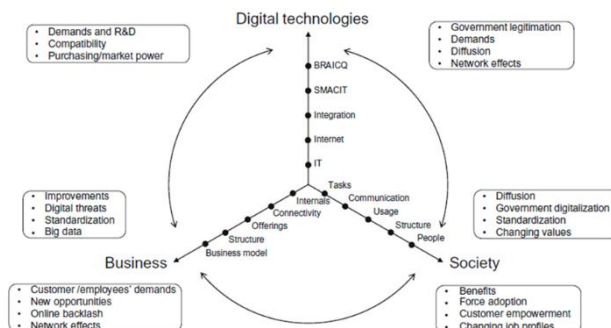 Digital technologies
• Demands and R&D
• Compatibility
• Purchasing/market power
• Government legitimation
• Demands
• Diffusion
• Network effects
BRAICQ
SMACIT
Integration
Internet
IT
Tasks
Internals
Communication
Connectivity
Usage
Offerings
Structure
Structure
People
Business model
• Improvements
• Digital threats
• Standardization
• Big data
• Diffusion
• Government digitalization
• Standardization
• Changing values
Business
Society
• Customer /employees' demands
• New opportunities
• Online backlash
• Network effects
• Benefits
• Force adoption
• Customer empowerment
• Changing job profiles